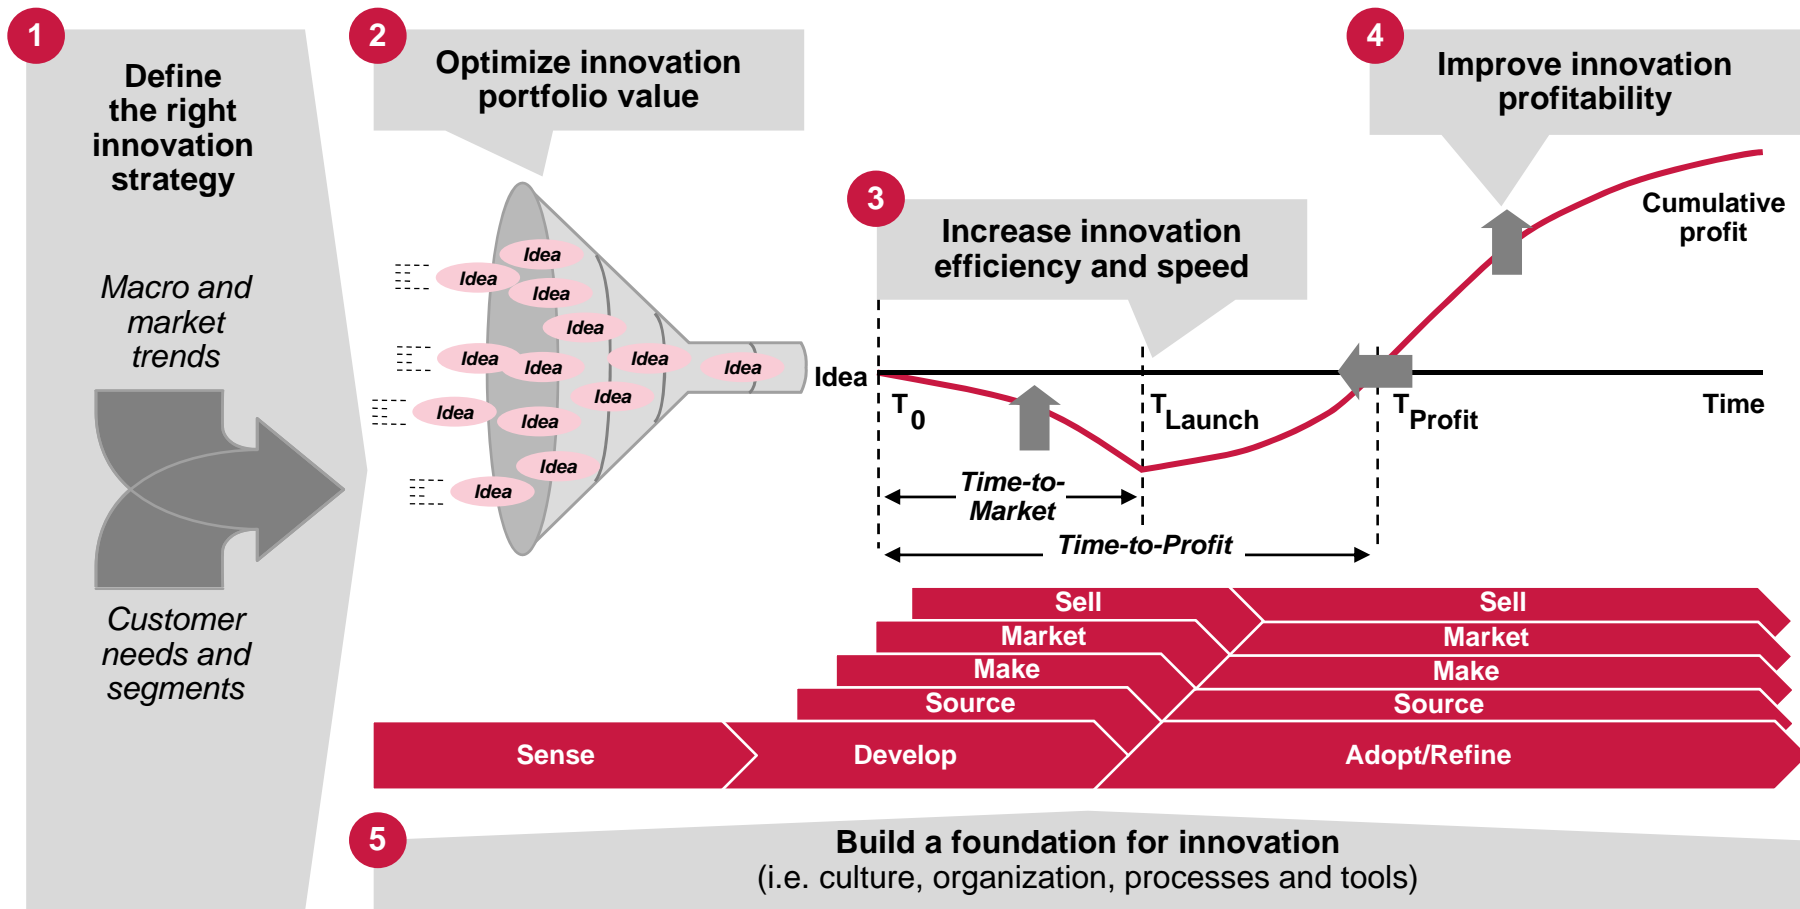 1
Define
the right
innovation
strategy
Macro and
market
trends
Customer
needs and
segments
2
Optimize innovation
portfolio value
Idea
Idea
Idea
Idea
Idea
Idea
Idea
Idea
Idea
Idea
Idea
Idea
Idea
3
Increase innovation
efficiency and speed
4
Improve innovation
profitability
Cumulative
profit
Idea
T0
TLaunch
TProfit
Time
Time-to-
Market
Time-to-Profit
Sell
Sell
Market
Market
Make
Make
Source
Source
Sense
Develop
Adopt/Refine
5
Build a foundation for innovation
(i.e. culture, organization, processes and tools)